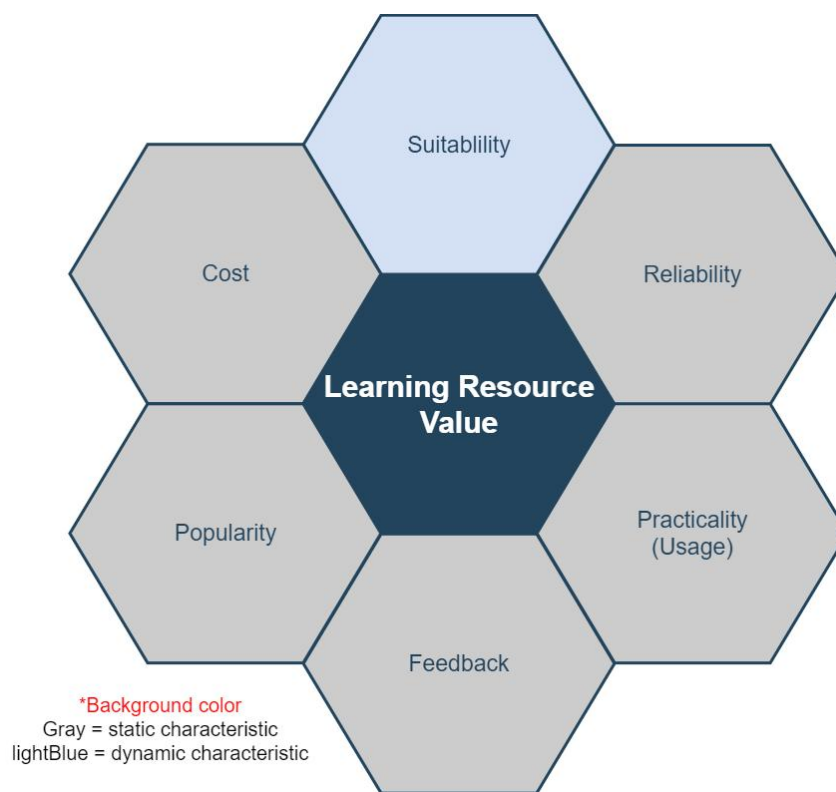 Suitablility
Cost
Reliability
Learning Resource
Value
Popularity
Practicality
(Usage)
Feedback
*Background color
Gray = static characteristic
lightBlue = dynamic characteristic